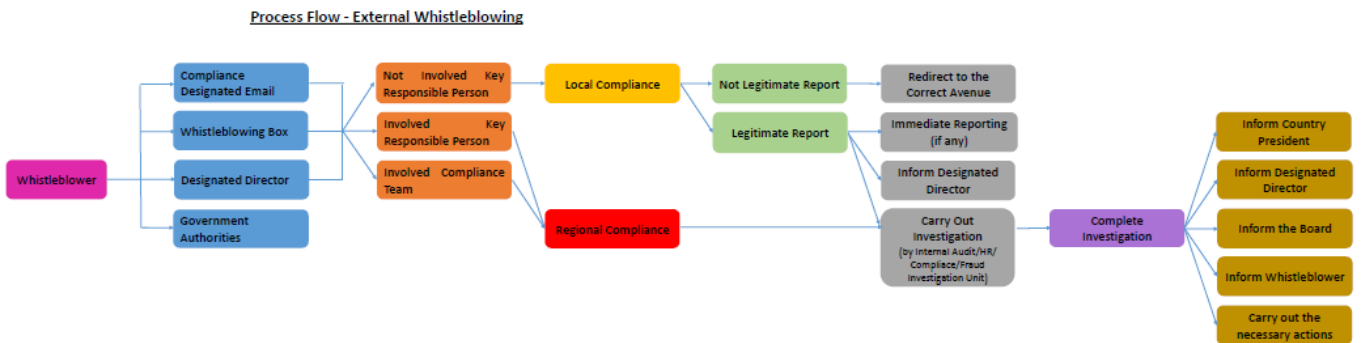 Process Flow - External Whistleblowing
Whistleblower
Compliance
Designated Email
Whistleblowing Box
Designated Director
Government
Authorities
Not Involved Key
Responsible Person
Involved Key
Responsible Person
Involved Compliance
Team
Local Compliance
Regional Compliance
Not Legitimate Report
Legitimate Report
Redirect to the
Correct Avenue
Immediate Reporting
(if any)
Inform Designated
Director
Carry Out
Investigation
(by Internal Audit/HR/
Compliace/Fraud
Investigation Unit)
Complete
Investigation
Inform Country
President
Inform Designated
Director
Inform the Board
Inform Whistleblower
Carry out the
necessary actions